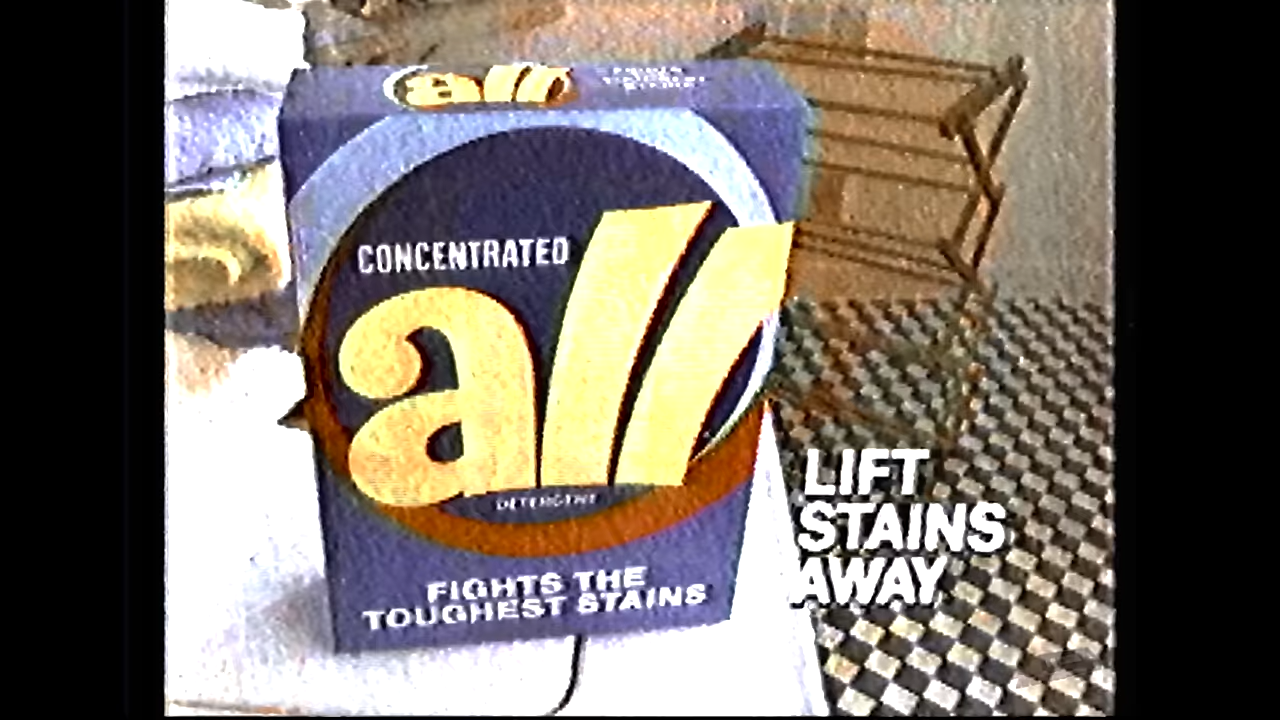 all
CONCENTRATED
all
DETERGENT
FIGHTS THE
TOUGHEST STAINS
LIFT
STAINS
AWAY